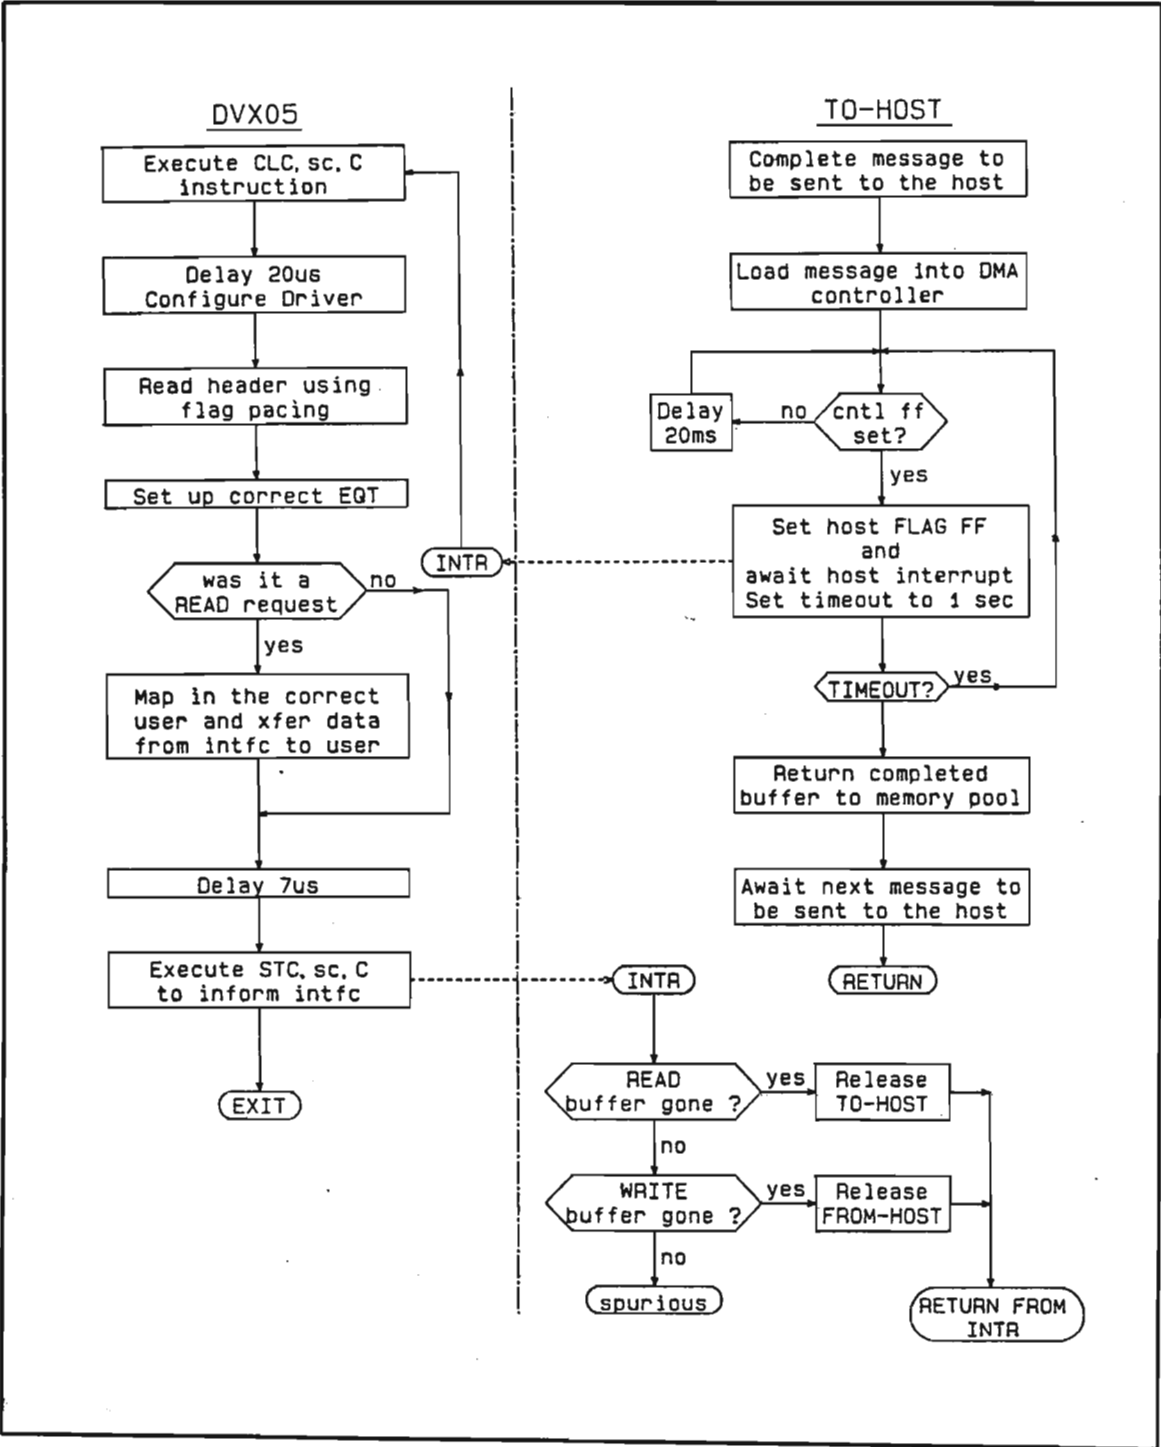 DVX05
Execute CLC, sc, C
instruction
Delay 20us
Configure Driver
Read header using
flag pacing
Set up correct EQT
was it a
READ request
no
yes
Map in the correct
user and xfer data
from intfc to user
Delay 7us
Execute STC, sc, C
to inform intfc
EXIT
INTR
TO-HOST
Complete message to
be sent to the host
Load message into DMA
controller
cntl ff
set?
no
Delay
20ms
yes
Set host FLAG FF
and
await host interrupt
Set timeout to 1 sec
TIMEOUT?
yes
Return completed
buffer to memory pool
Await next message to
be sent to the host
RETURN
INTR
READ
buffer gone ?
yes
Release
TO-HOST
no
WRITE
buffer gone ?
yes
Release
FROM-HOST
no
spurious
RETURN FROM
INTR